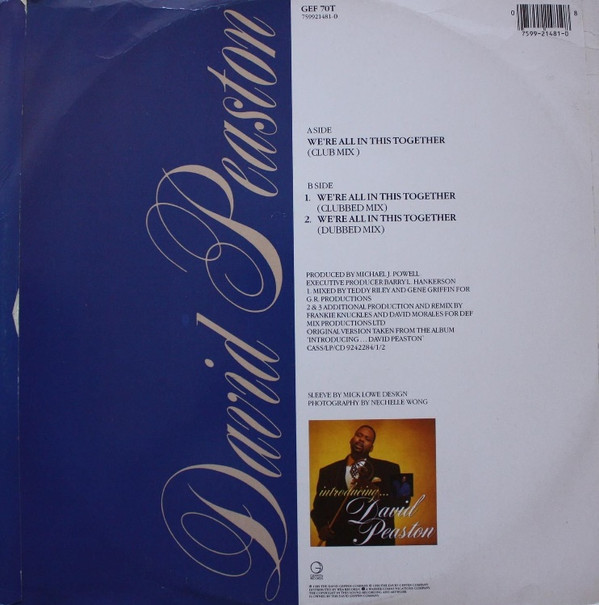 David Peaston
GEF 70T
759921481-0
0
8
7599-21481-0
A SIDE
WE'RE ALL IN THIS TOGETHER
(CLUB MIX)
B SIDE
1. WE'RE ALL IN THIS TOGETHER
(CLUBBED MIX)
2. WE'RE ALL IN THIS TOGETHER
(DUBBED MIX)
PRODUCED BY MICHAEL J. POWELL
EXECUTIVE PRODUCER BARRY L. HANKERSON
1. MIXED BY TEDDY RILEY AND GENE GRIFFIN FOR
G.R. PRODUCTIONS
2 & 3 ADDITIONAL PRODUCTION AND REMIX BY
FRANKIE KNUCKLES AND DAVID MORALES FOR DEF
MIX PRODUCTIONS LTD
ORIGINAL VERSION TAKEN FROM THE ALBUM
'INTRODUCING... DAVID PEASTON'
CASS/LP/CD 9242284/1/2
SLEEVE BY MICK LOWE DESIGN
PHOTOGRAPHY BY NECHELLE WONG
introducing...
David
Peaston